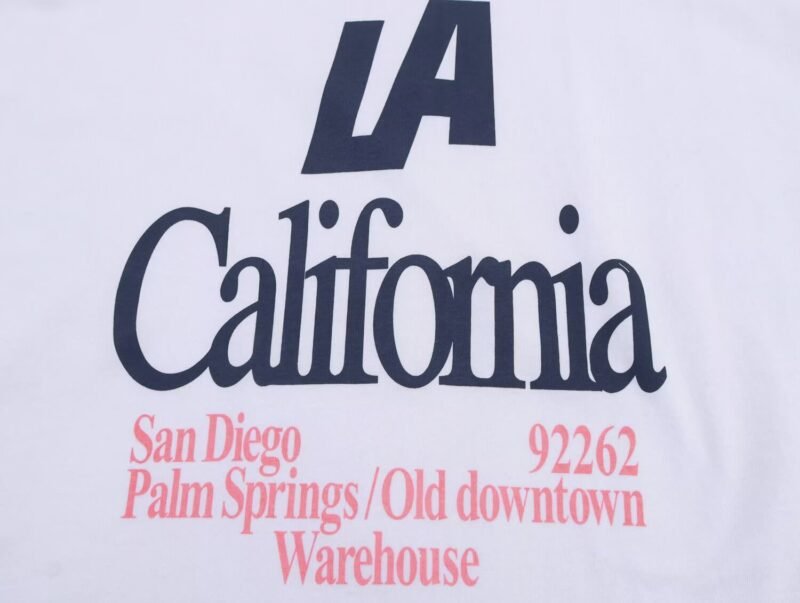 LA
California
San Diego 92262
Palm Springs/Old downtown
Warehouse